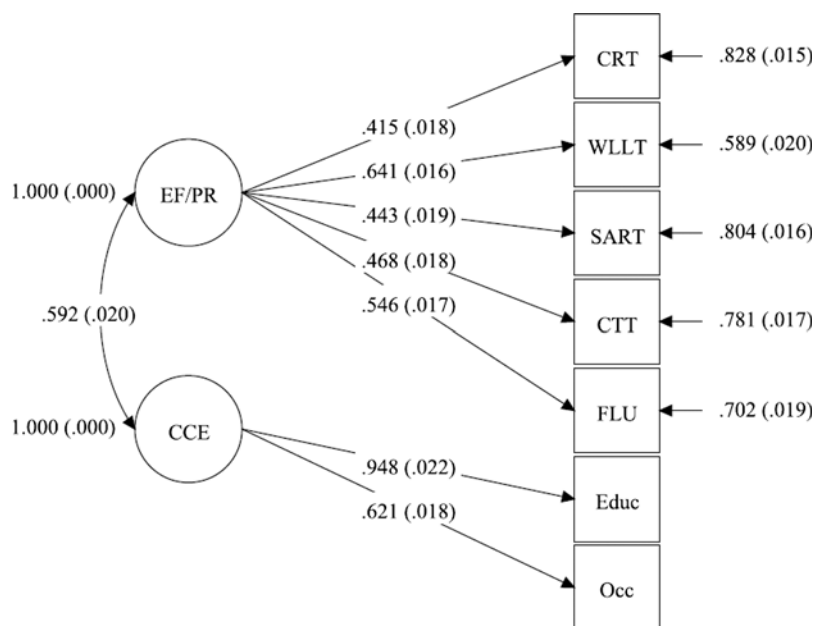 CRT
.828 (.015)
.415 (.018)
WLLT
.589 (.020)
.641 (.016)
1.000 (.000)
EF/PR
.443 (.019)
SART
.804 (.016)
.468 (.018)
.592 (.020)
.546 (.017)
CTT
.781 (.017)
FLU
.702 (.019)
1.000 (.000)
CCE
.948 (.022)
Educ
.621 (.018)
Occ